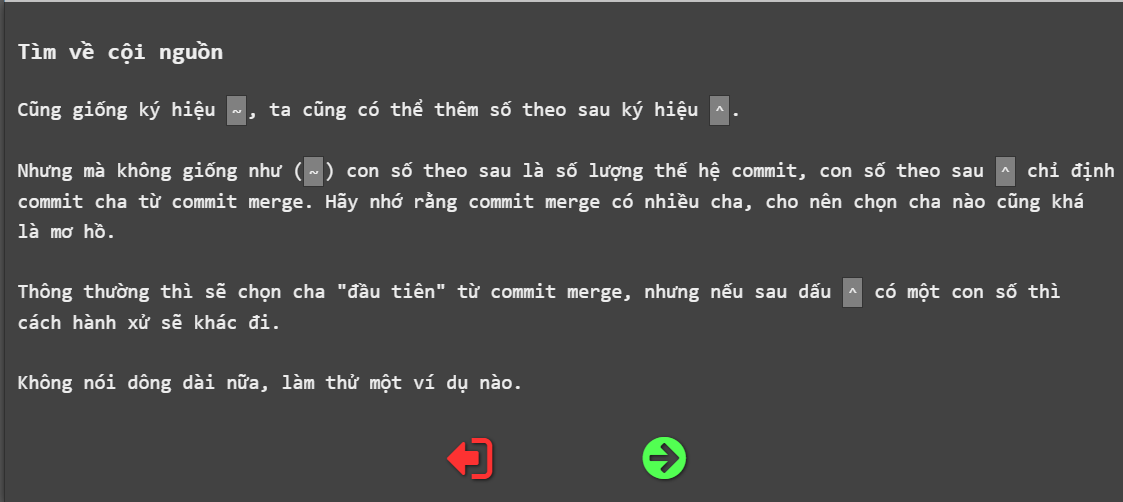 Tìm về cội nguồn
Cũng giống ký hiệu ~, ta cũng có thể thêm số theo sau ký hiệu ^.
Nhưng mà không giống như (~) con số theo sau là số lượng thế hệ commit, con số theo sau ^ chỉ định
commit cha từ commit merge. Hãy nhớ rằng commit merge có nhiều cha, cho nên chọn cha nào cũng khá
là mơ hồ.
Thông thường thì sẽ chọn cha "đầu tiên" từ commit merge, nhưng nếu sau dấu ^ có một con số thì
cách hành xử sẽ khác đi.
Không nói dông dài nữa, làm thử một ví dụ nào.